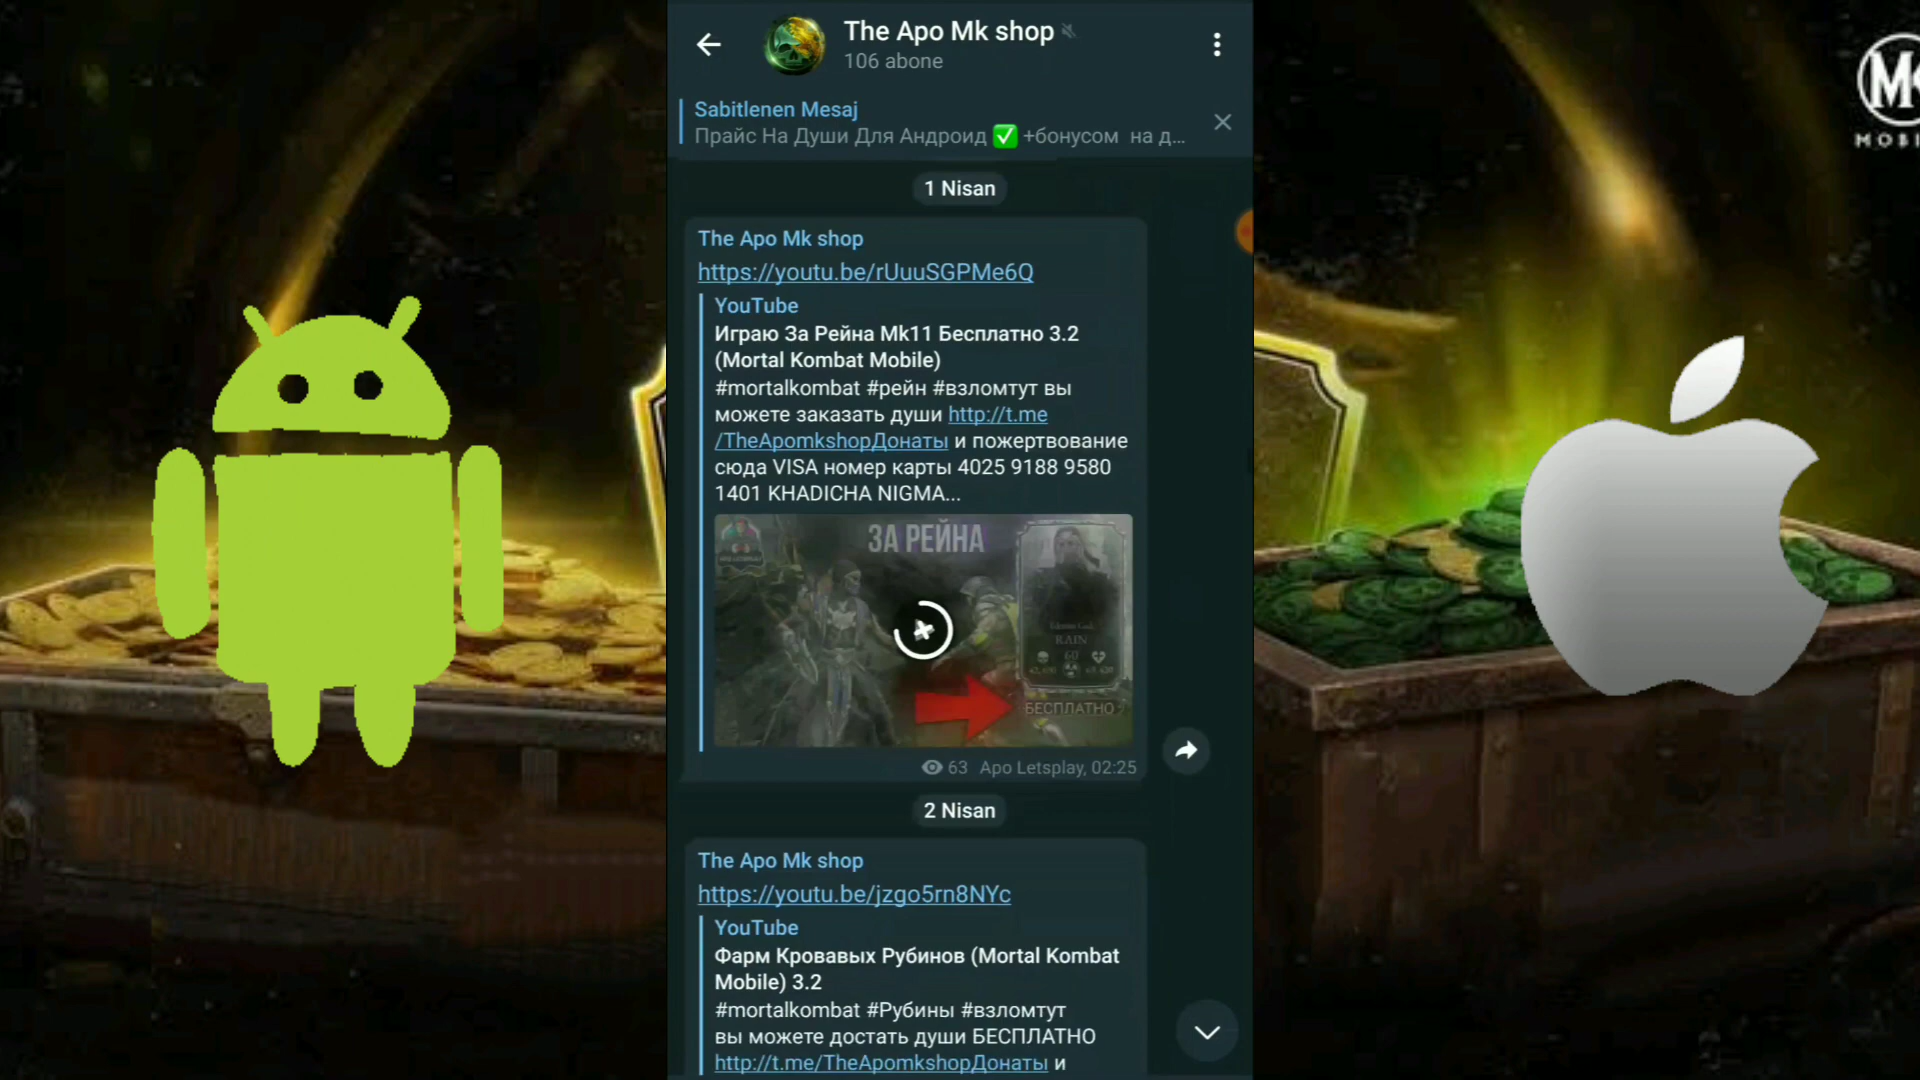 The Apo Mk shop
106 abone
Sabitlenen Mesaj
Прайс На Души Для Андроид ✅ +бонусом на д...
1 Nisan
The Apo Mk shop
https://youtu.be/rUuuSGPMe6Q
YouTube
Играю За Рейна Mk11 Бесплатно 3.2
(Mortal Kombat Mobile)
#mortalkombat #рейн #взломтут вы
можете заказать души http://t.me
/TheApomkshopДонаты и пожертвование
сюда VISA номер карты 4025 9188 9580
1401 KHADICHA NIGMA...
ЗА РЕЙНА
RAIN
60
БЕСПЛАТНО
63 Apo Letsplay, 02:25
2 Nisan
The Apo Mk shop
https://youtu.be/jzgo5rn8NYc
YouTube
Фарм Кровавых Рубинов (Mortal Kombat
Mobile) 3.2
#mortalkombat #Рубины #взломтут
вы можете достать души БЕСПЛАТНО
http://t.me/TheApomkshopДонаты и